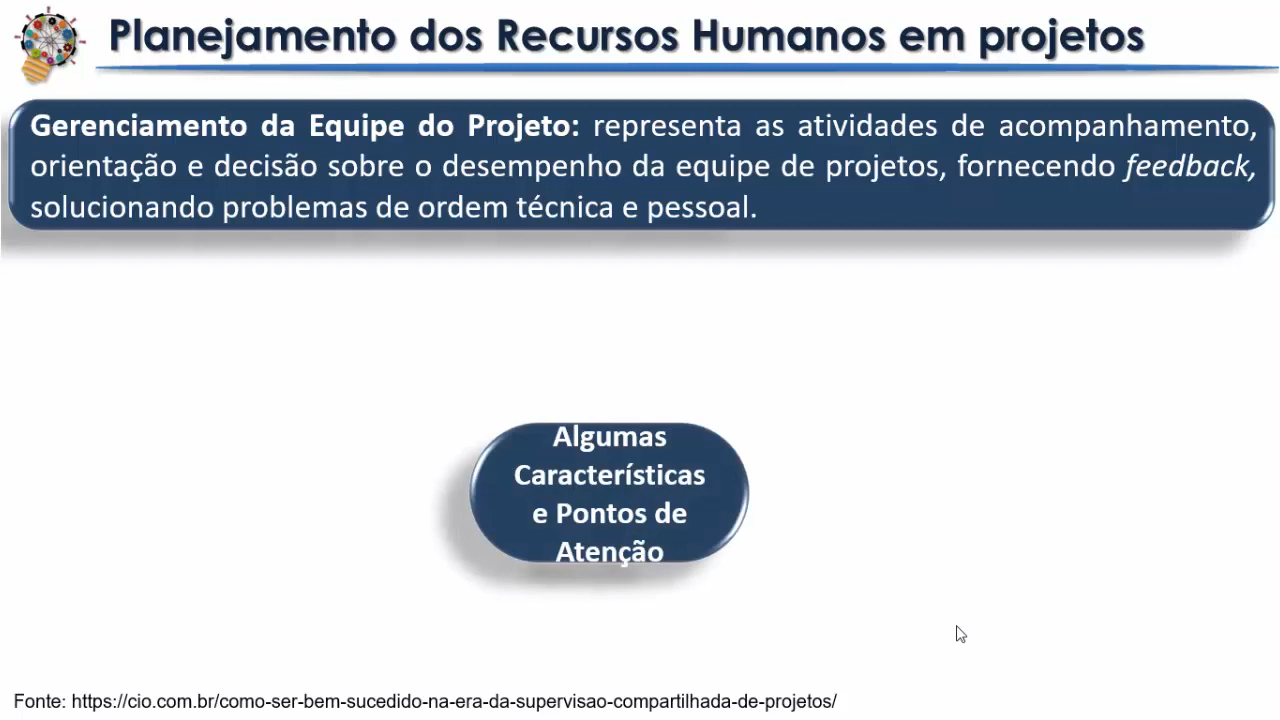 Planejamento dos Recursos Humanos em projetos
Gerenciamento da Equipe do Projeto: representa as atividades de acompanhamento,
orientação e decisão sobre o desempenho da equipe de projetos, fornecendo feedback,
solucionando problemas de ordem técnica e pessoal.
Algumas
Características
e Pontos de
Atenção
Fonte: https://cio.com.br/como-ser-bem-sucedido-na-era-da-supervisao-compartilhada-de-projetos/